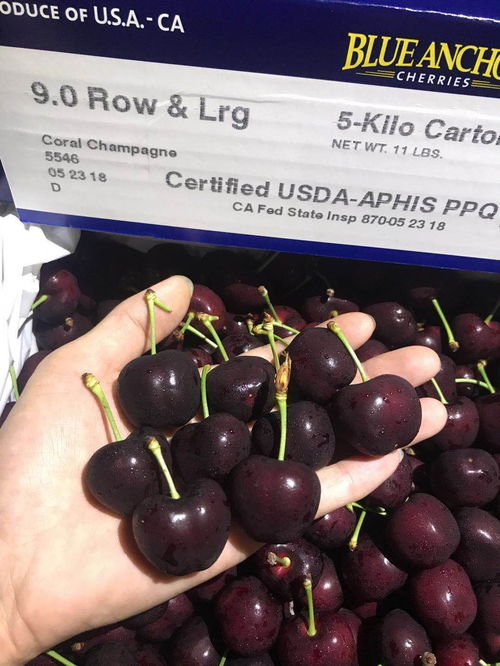 ODUCE OF U.S.A. - CA
BLUE ANCHO
CHERRIES
9.0 Row & Lrg
5-Kilo Carto
NET WT. 11 LBS.
Coral Champagne
5546
05 23 18
D
Certified USDA-APHIS PPQ
CA Fed State Insp 870-05 23 18